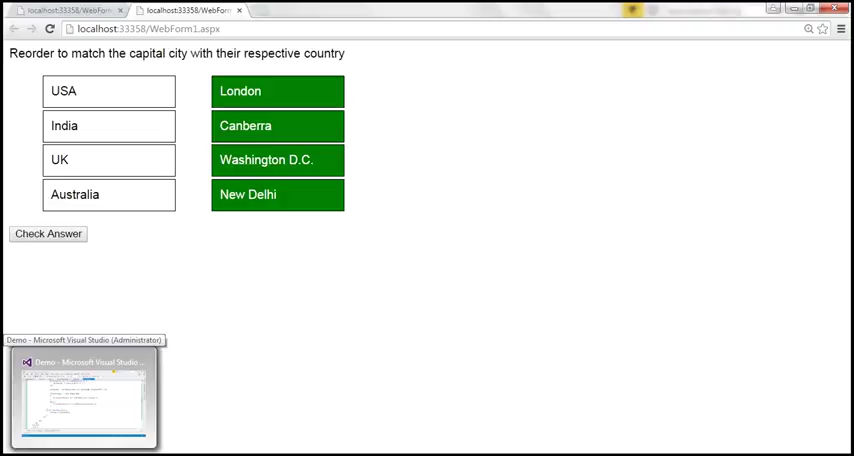 localhost:33358/WebForm
localhost:33358/WebForm
localhost:33358/WebForm1.aspx
Reorder to match the capital city with their respective country
USA London
India Canberra
UK Washington D.C.
Australia New Delhi
Check Answer
Demo - Microsoft Visual Studio (Administrator)
Demo - Microsoft Visual Studio ...